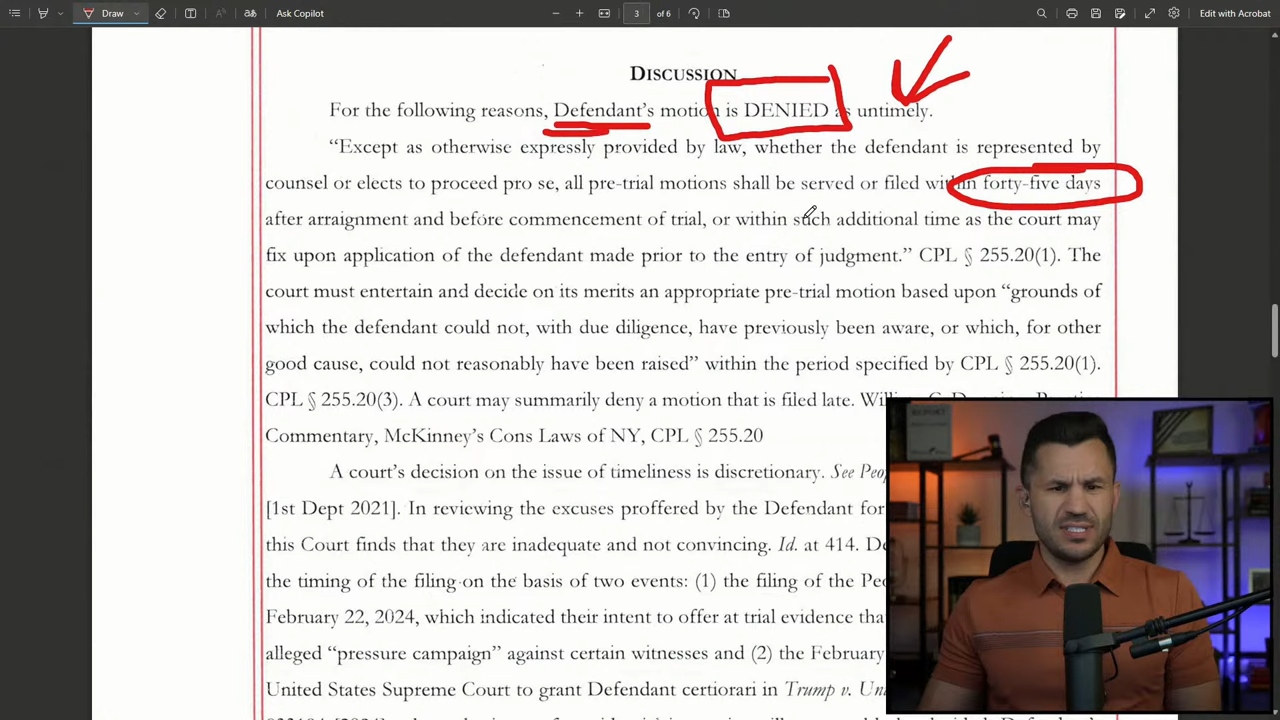 Draw
Ask Copilot
3 of 6
Edit with Acrobat
DISCUSSION
For the following reasons, Defendant's motion is DENIED as untimely.
“Except as otherwise expressly provided by law, whether the defendant is represented by
counsel or elects to proceed pro se, all pre-trial motions shall be served or filed within forty-five days
after arraignment and before commencement of trial, or within such additional time as the court may
fix upon application of the defendant made prior to the entry of judgment.” CPL § 255.20(1). The
court must entertain and decide on its merits an appropriate pre-trial motion based upon “grounds of
which the defendant could not, with due diligence, have previously been aware, or which, for other
good cause, could not reasonably have been raised” within the period specified by CPL § 255.20(1).
CPL § 255.20(3). A court may summarily deny a motion that is filed late.
Commentary, McKinney's Cons Laws of NY, CPL § 255.20
A court's decision on the issue of timeliness is discretionary. See
[1st Dept 2021]. In reviewing the excuses proffered by the Defendant for
this Court finds that they are inadequate and not convincing. Id. at 414.
the timing of the filing on the basis of two events: (1) the filing of the
February 22, 2024, which indicated their intent to offer at trial evidence
alleged “pressure campaign” against certain witnesses and (2) the February
United States Supreme Court to grant Defendant certiorari in Trump v.